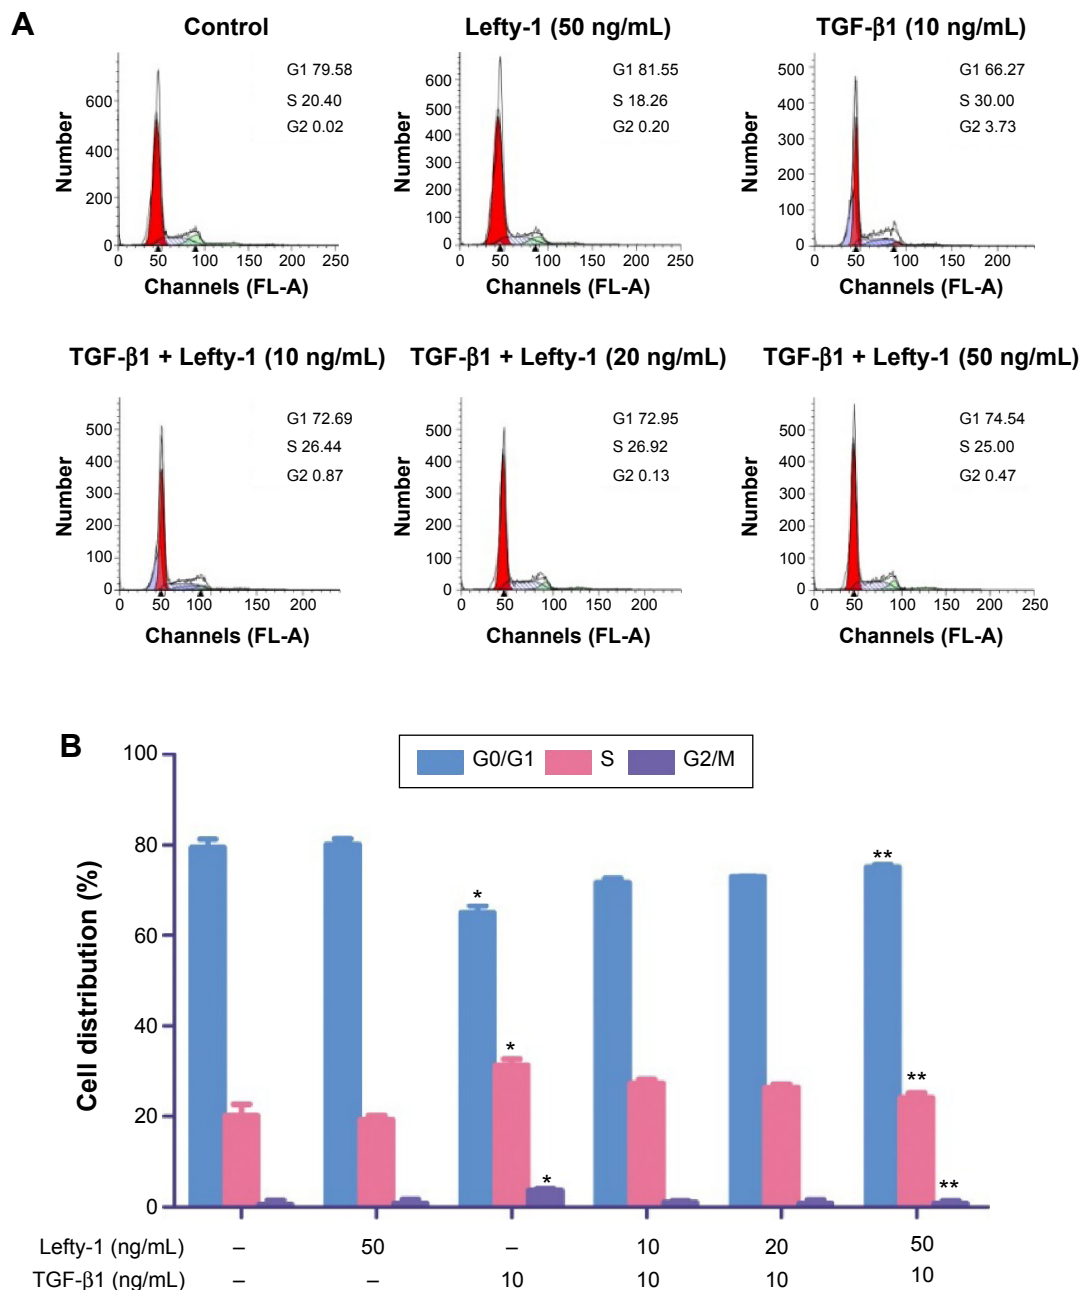 A
Control
Lefty-1 (50 ng/mL)
TGF-β1 (10 ng/mL)
G1 79.58
S 20.40
G2 0.02
Number
600
400
200
0
0 50 100 150 200 250
Channels (FL-A)
G1 81.55
S 18.26
G2 0.20
Number
600
500
400
300
200
100
0
0 50 100 150 200 250
Channels (FL-A)
G1 66.27
S 30.00
G2 3.73
Number
500
400
300
200
100
0
0 50 100 150 200
Channels (FL-A)
TGF-β1 + Lefty-1 (10 ng/mL)
TGF-β1 + Lefty-1 (20 ng/mL)
TGF-β1 + Lefty-1 (50 ng/mL)
G1 72.69
S 26.44
G2 0.87
Number
500
400
300
200
100
0
0 50 100 150 200
Channels (FL-A)
G1 72.95
S 26.92
G2 0.13
Number
500
400
300
200
100
0
0 50 100 150 200
Channels (FL-A)
G1 74.54
S 25.00
G2 0.47
Number
500
400
300
200
100
0
0 50 100 150 200 250
Channels (FL-A)
B
G0/G1 S G2/M
Cell distribution (%)
100
80
60
40
20
0
*
*
*
**
**
**
Lefty-1 (ng/mL) – 50 – 10 20 50
TGF-β1 (ng/mL) – – 10 10 10 10